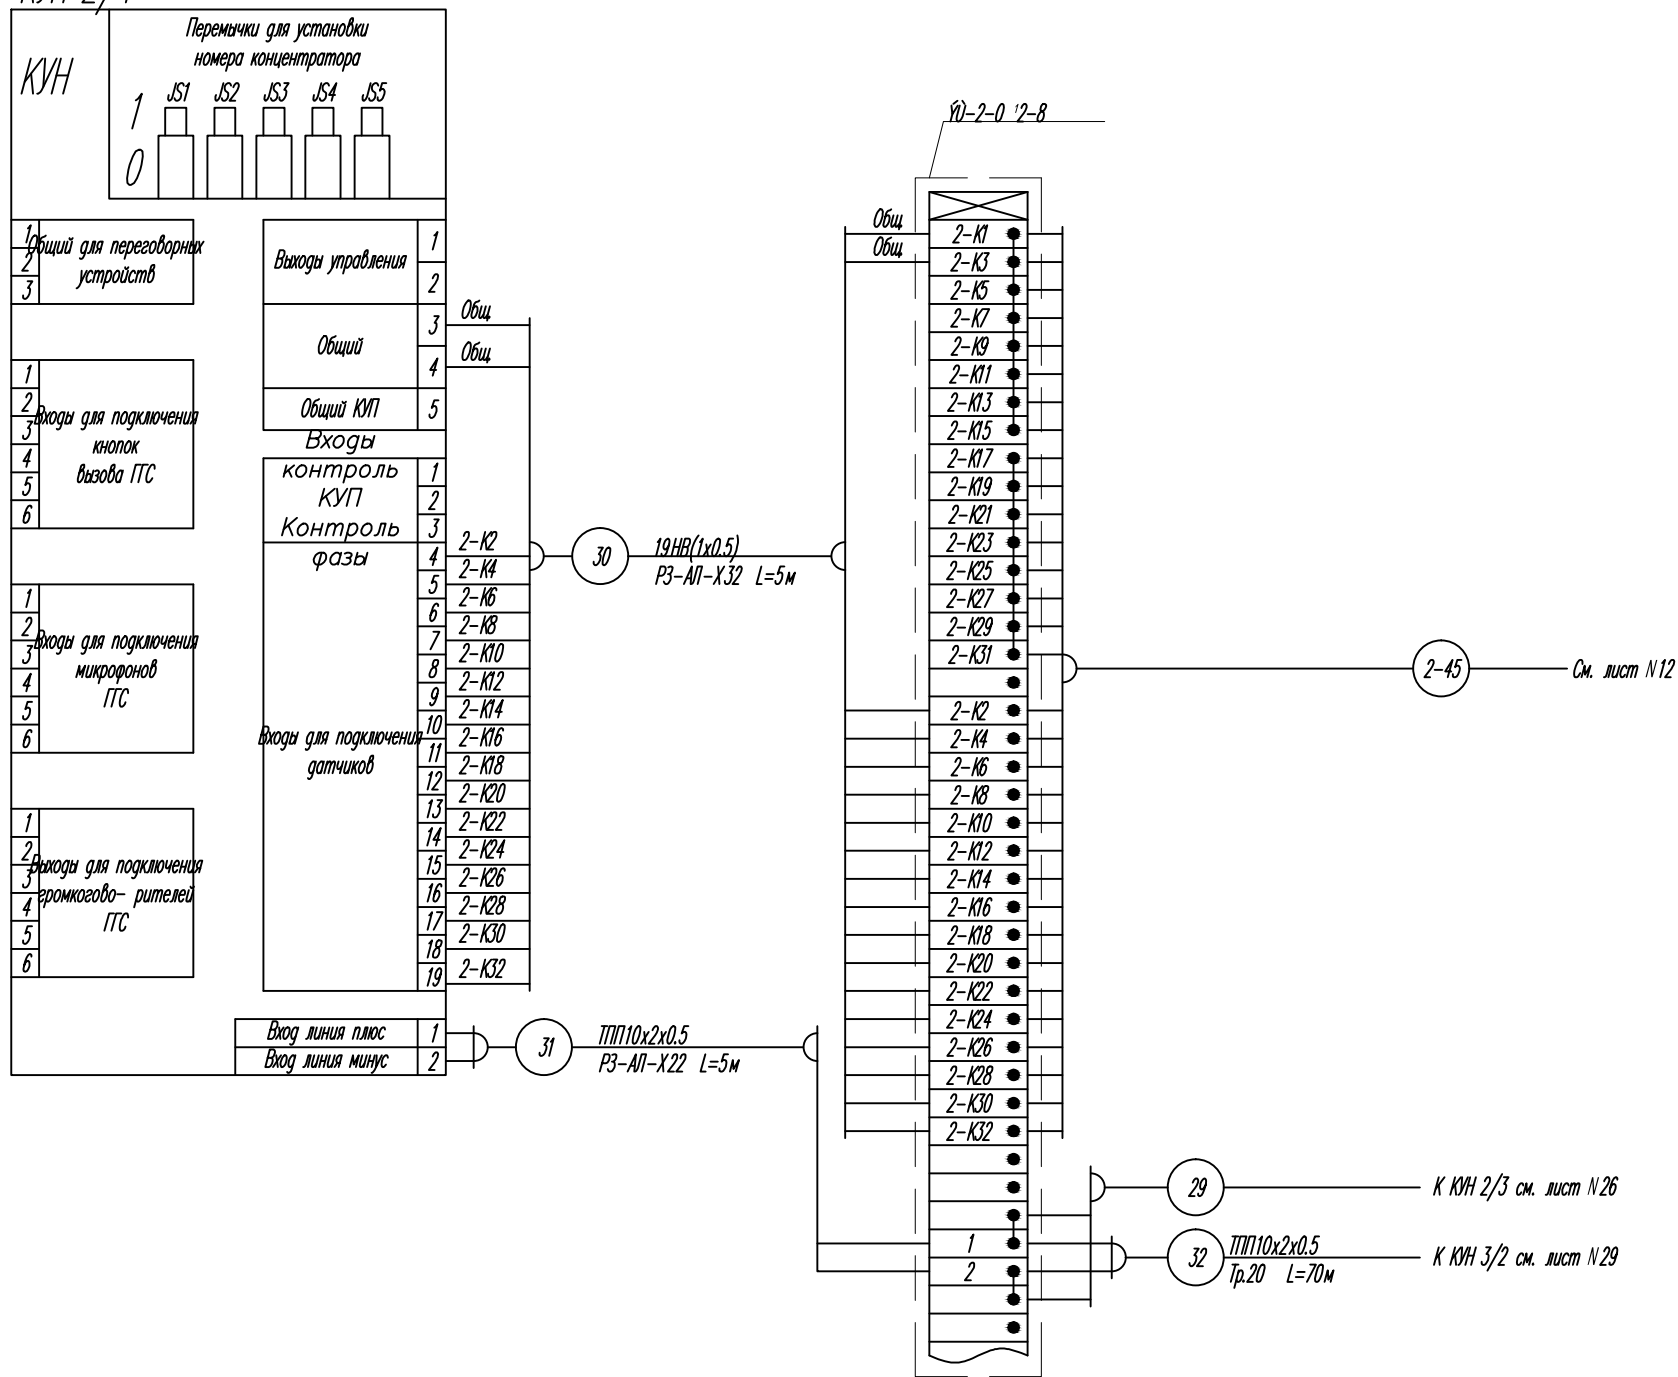 КУН
Перемычки для установки
номера концентратора
JS1 JS2 JS3 JS4 JS5
1
0
1
2
3
Общий для переговорных
устройств
1
2
3
4
5
6
Входы для подключения
кнопок
вызова ГГС
1
2
3
4
5
6
Входы для подключения
микрофонов
ГГС
1
2
3
4
5
6
Выходы для подключения
громкогово- рителей
ГГС
Выходы управления
1
2
Общий
3 Общ
4 Общ
Общий КУП 5
Входы
контроль
КУП
Контроль
фазы
1
2
3
4 2-К2
5 2-К4
6 2-К6
7 2-К8
8 2-К10
9 2-К12
10 2-К14
11 2-К16
12 2-К18
13 2-К20
14 2-К22
15 2-К24
16 2-К26
17 2-К28
18 2-К30
19 2-К32
Входы для подключения
датчиков
Вход линия плюс 1
Вход линия минус 2
30
19НВ(1х0.5)
РЗ-АЛ-Х32 L=5м
31
ТПП10х2х0.5
РЗ-АЛ-Х22 L=5м
ÝÛ-2-0 '2-8
Общ
Общ
2-К1
2-К3
2-К5
2-К7
2-К9
2-К11
2-К13
2-К15
2-К17
2-К19
2-К21
2-К23
2-К25
2-К27
2-К29
2-К31
2-К2
2-К4
2-К6
2-К8
2-К10
2-К12
2-К14
2-К16
2-К18
2-К20
2-К22
2-К24
2-К26
2-К28
2-К30
2-К32
1
2
2-45
См. лист N12
29
К КУН 2/3 см. лист N26
32
ТПП10х2х0.5
Тр.20 L=70м
К КУН 3/2 см. лист N29